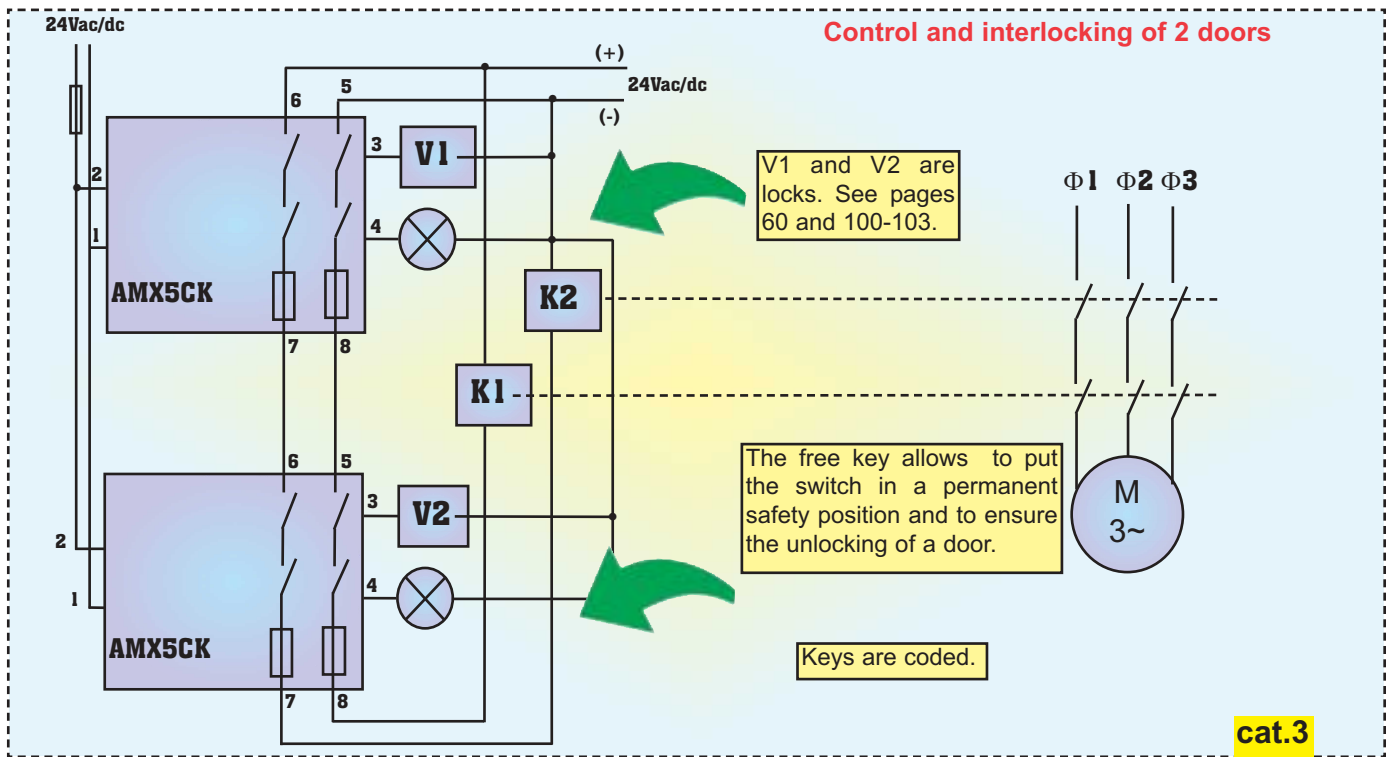 24Vac/dc
Control and interlocking of 2 doors
(+)
24Vac/dc
(-)
6
5
3
V1
2
4
1
AMX5CK
7
8
K2
K1
V1 and V2 are
locks. See pages
60 and 100-103.
Φ1 Φ2 Φ3
6
5
3
V2
2
4
1
AMX5CK
7
8
The free key allows to put
the switch in a permanent
safety position and to ensure
the unlocking of a door.
M
3~
Keys are coded.
cat.3